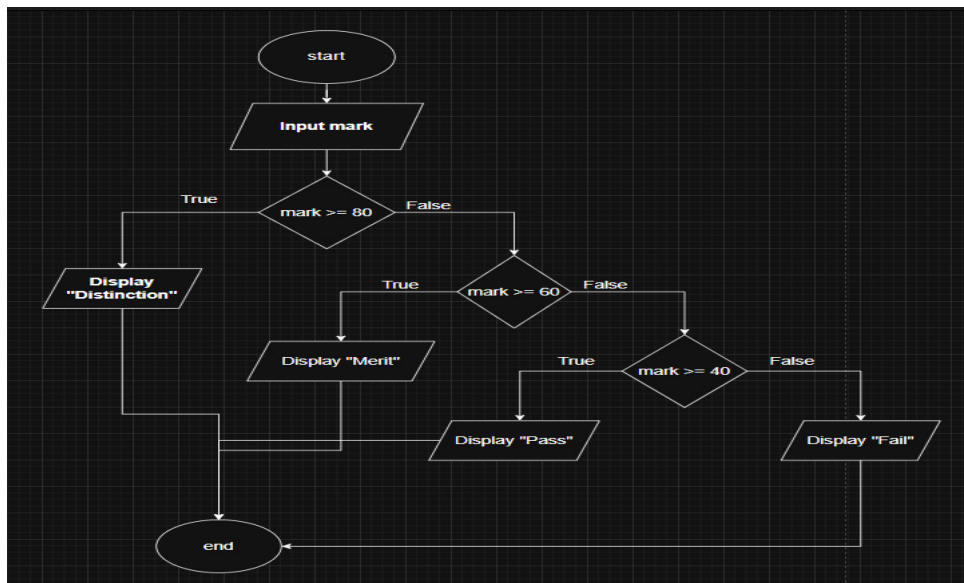 start
Input mark
True
mark >= 80
False
Display
"Distinction"
True
mark >= 60
False
Display "Merit"
True
mark >= 40
False
Display "Pass"
Display "Fail"
end